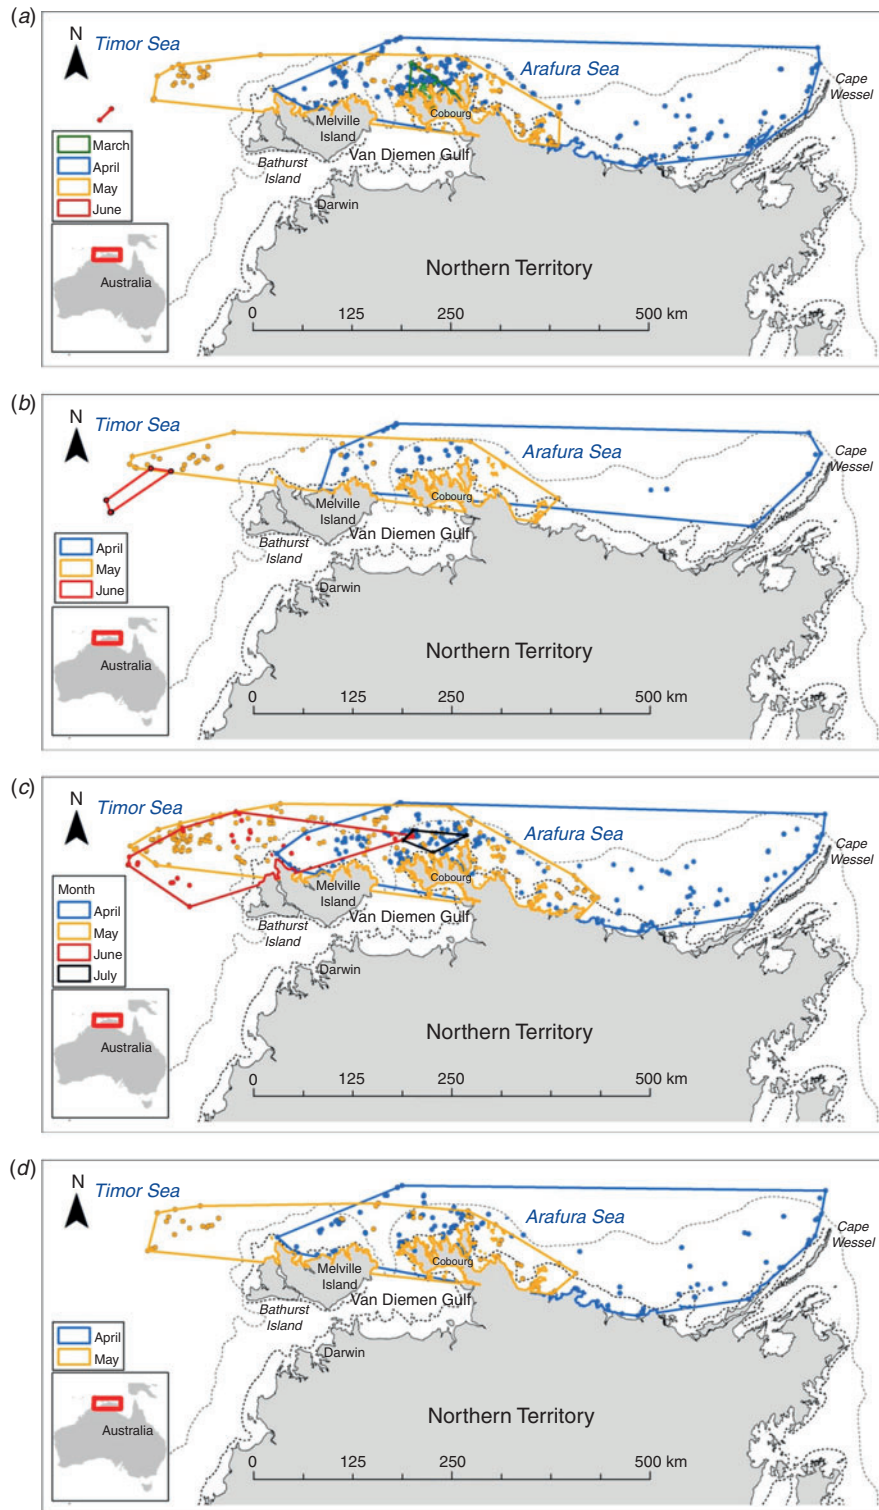 (a)
N
Timor Sea
Arafura Sea
Cape
Wessel
March
April
May
June
Melville
Island
Cobourg
Bathurst
Island
Van Diemen Gulf
Darwin
Australia
Northern Territory
0 125 250 500 km
(b)
N
Timor Sea
Arafura Sea
Cape
Wessel
April
May
June
Melville
Island
Cobourg
Bathurst
Island
Van Diemen Gulf
Darwin
Australia
Northern Territory
0 125 250 500 km
(c)
N
Timor Sea
Arafura Sea
Cape
Wessel
Month
April
May
June
July
Melville
Island
Cobourg
Bathurst
Island
Van Diemen Gulf
Darwin
Australia
Northern Territory
0 125 250 500 km
(d)
N
Timor Sea
Arafura Sea
Cape
Wessel
April
May
Melville
Island
Cobourg
Bathurst
Island
Van Diemen Gulf
Darwin
Australia
Northern Territory
0 125 250 500 km